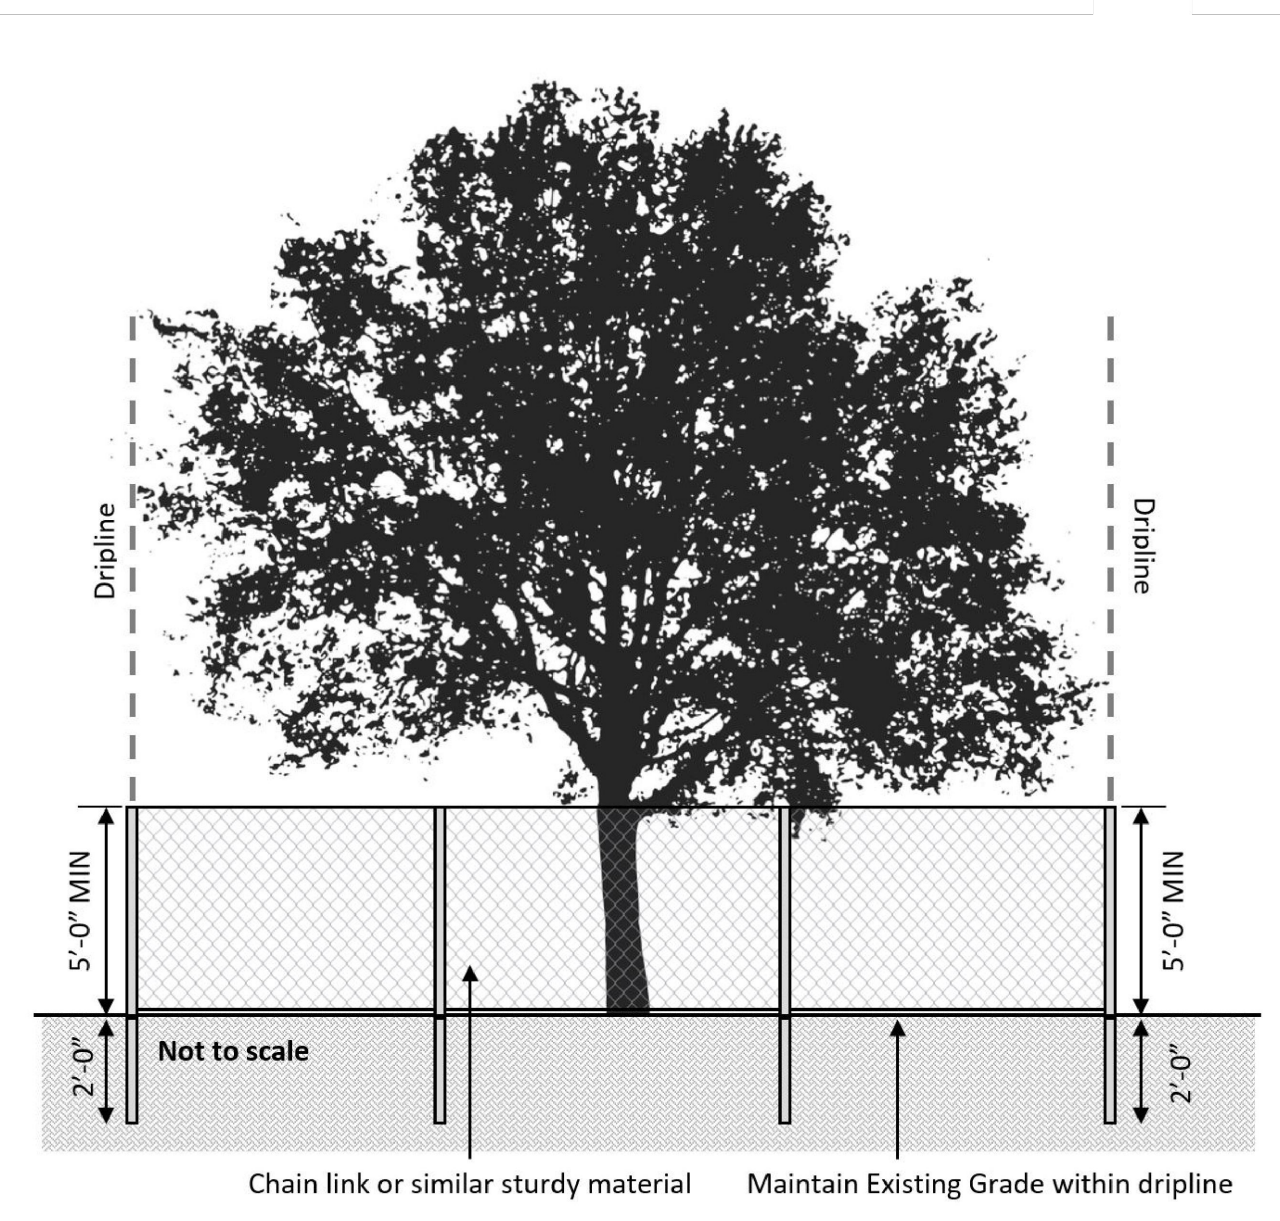 Dripline
Dripline
5’-0” MIN
5’-0” MIN
Not to scale
2’-0”
2’-0”
Chain link or similar sturdy material
Maintain Existing Grade within dripline